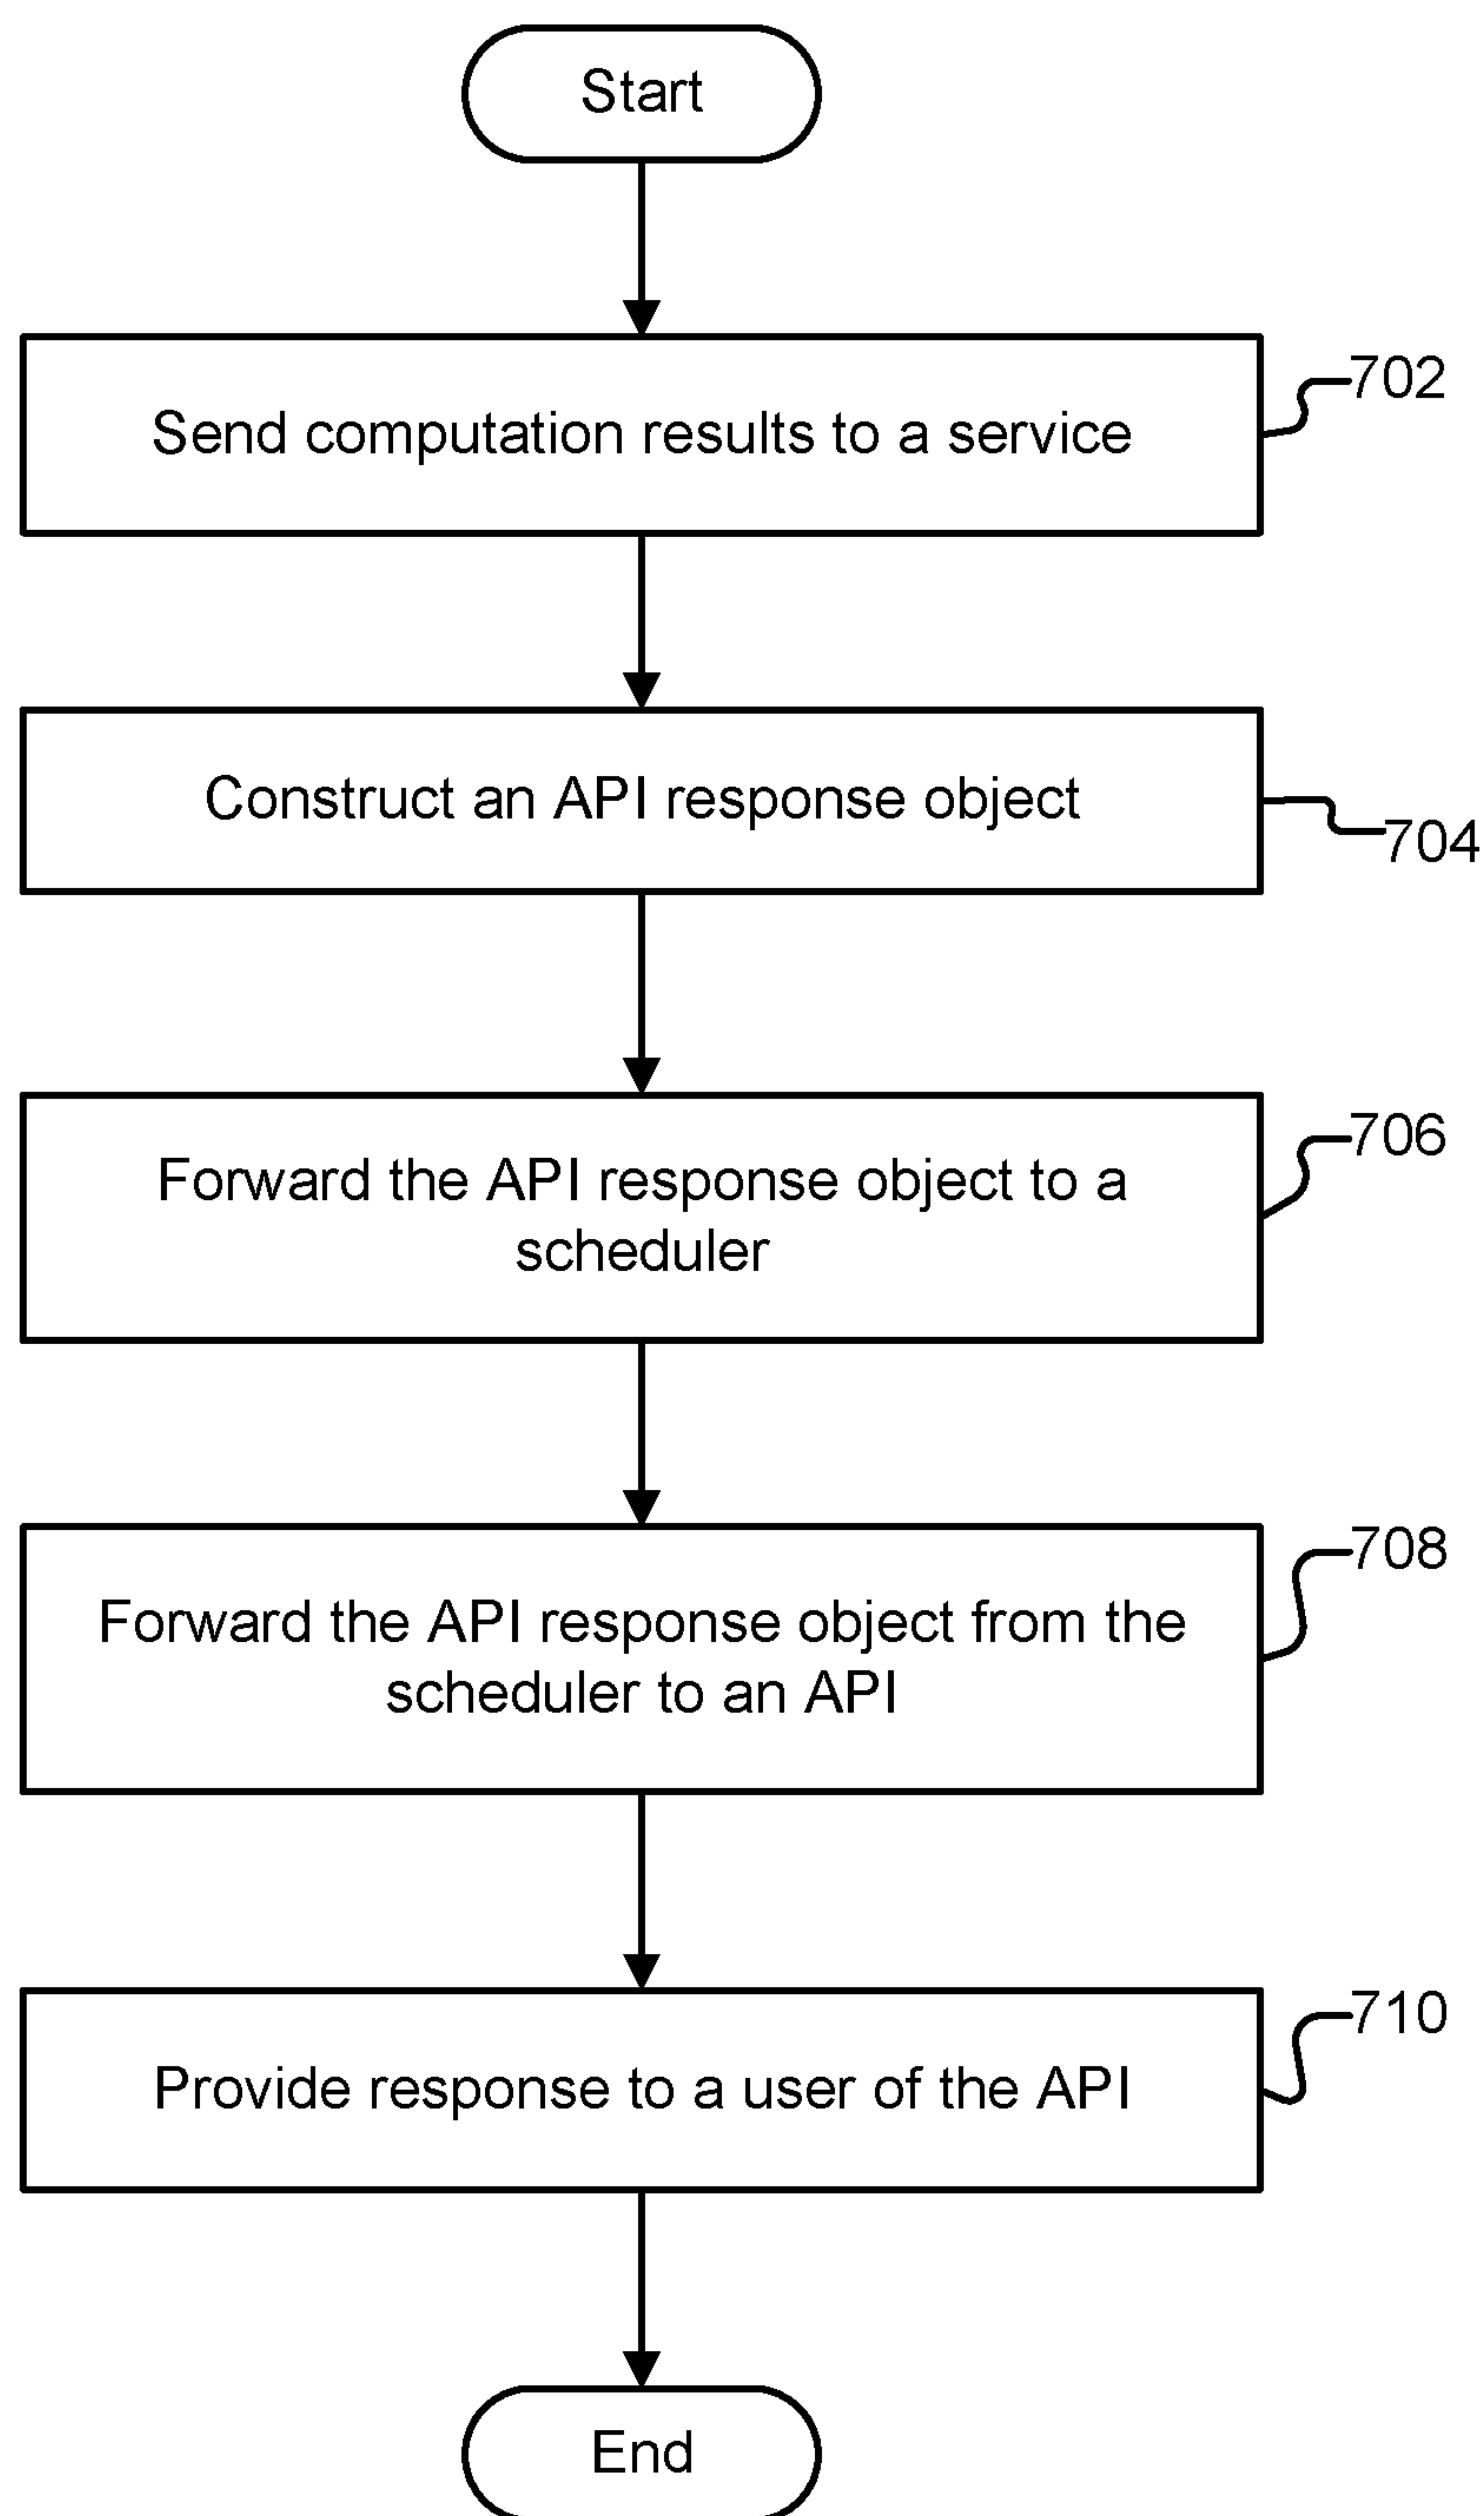 Start
702
Send computation results to a service
Construct an API response object
704
706
Forward the API response object to a
scheduler
708
Forward the API response object from the
scheduler to an API
710
Provide response to a user of the API
End